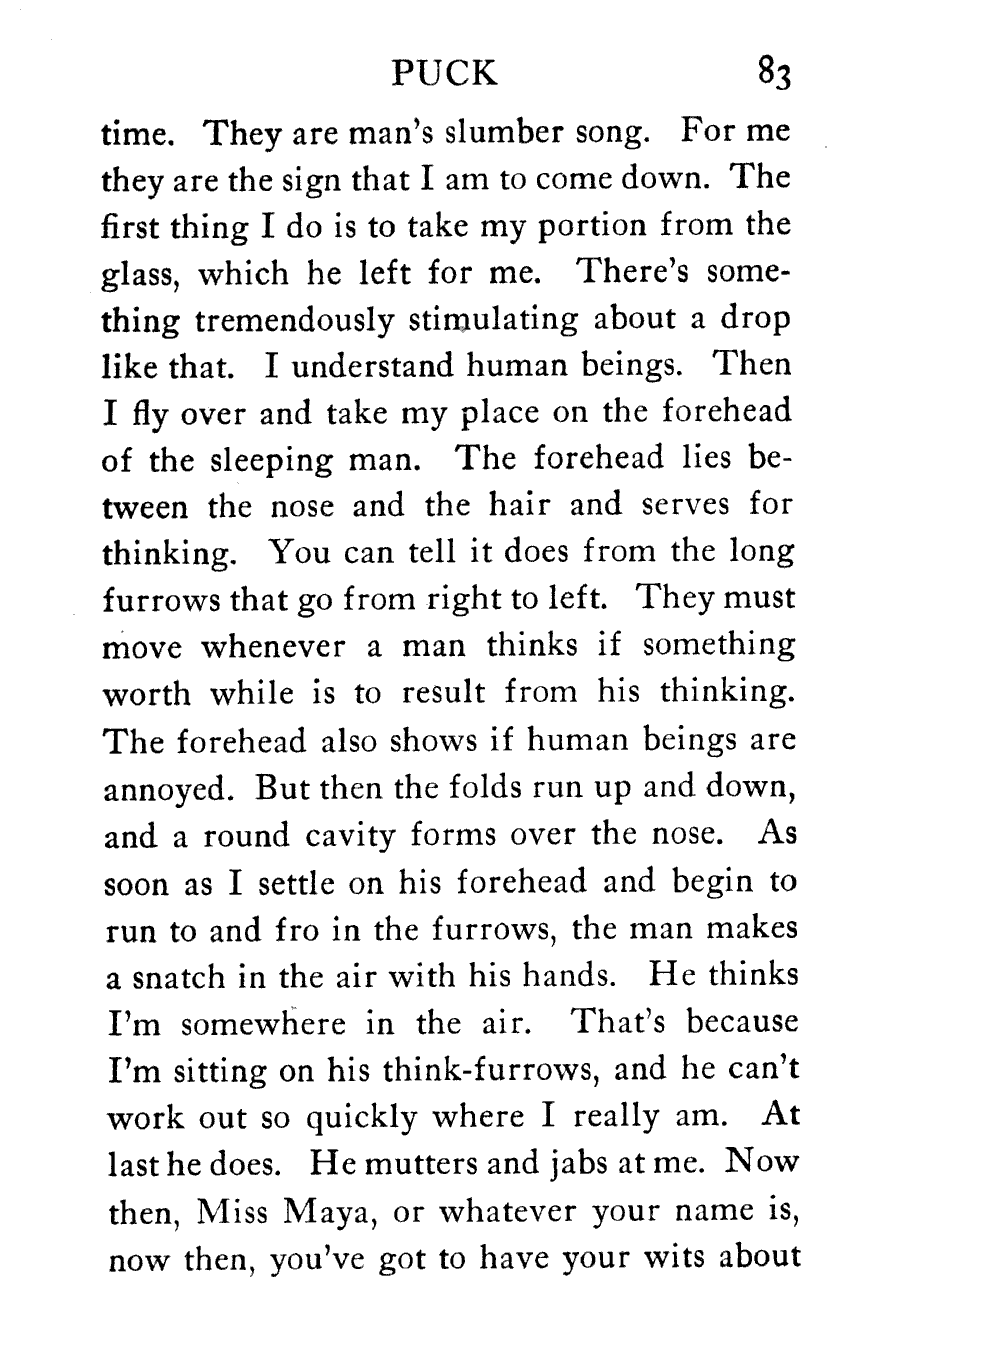 PUCK 83
time. They are man's slumber song. For me
they are the sign that I am to come down. The
first thing I do is to take my portion from the
glass, which he left for me. There's some-
thing tremendously stimulating about a drop
like that. I understand human beings. Then
I fly over and take my place on the forehead
of the sleeping man. The forehead lies be-
tween the nose and the hair and serves for
thinking. You can tell it does from the long
furrows that go from right to left. They must
move whenever a man thinks if something
worth while is to result from his thinking.
The forehead also shows if human beings are
annoyed. But then the folds run up and down,
and a round cavity forms over the nose. As
soon as I settle on his forehead and begin to
run to and fro in the furrows, the man makes
a snatch in the air with his hands. He thinks
I'm somewhere in the air. That's because
I'm sitting on his think-furrows, and he can't
work out so quickly where I really am. At
last he does. He mutters and jabs at me. Now
then, Miss Maya, or whatever your name is,
now then, you've got to have your wits about